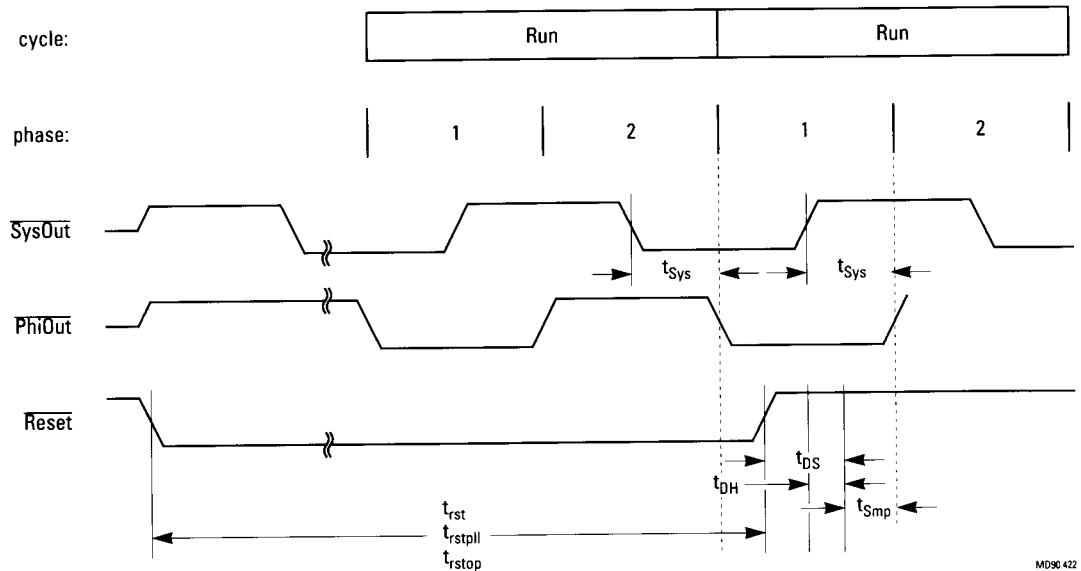 cycle: Run Run
phase: 1 2 1 2
SysOut
tSys tSys
PhiOut
Reset
tDS
tDH
tSmp
trst
trstpll
trstop
MD90.422